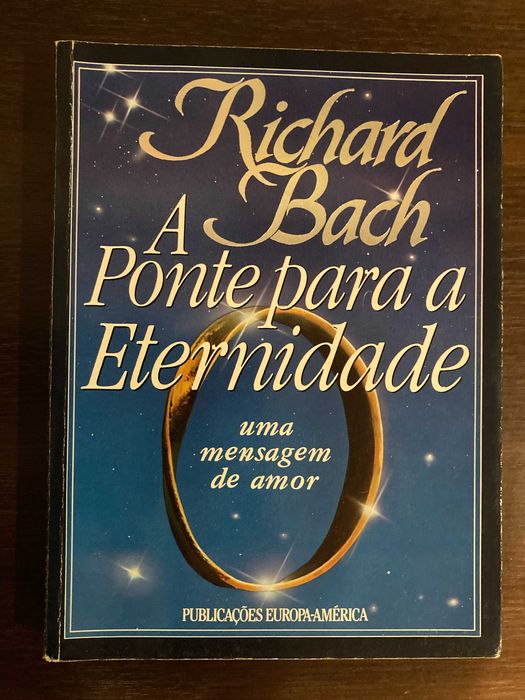 Richard
Bach
A
Ponte para a
Eternidade
uma
mensagem
de amor
PUBLICAÇÕES EUROPA-AMÉRICA